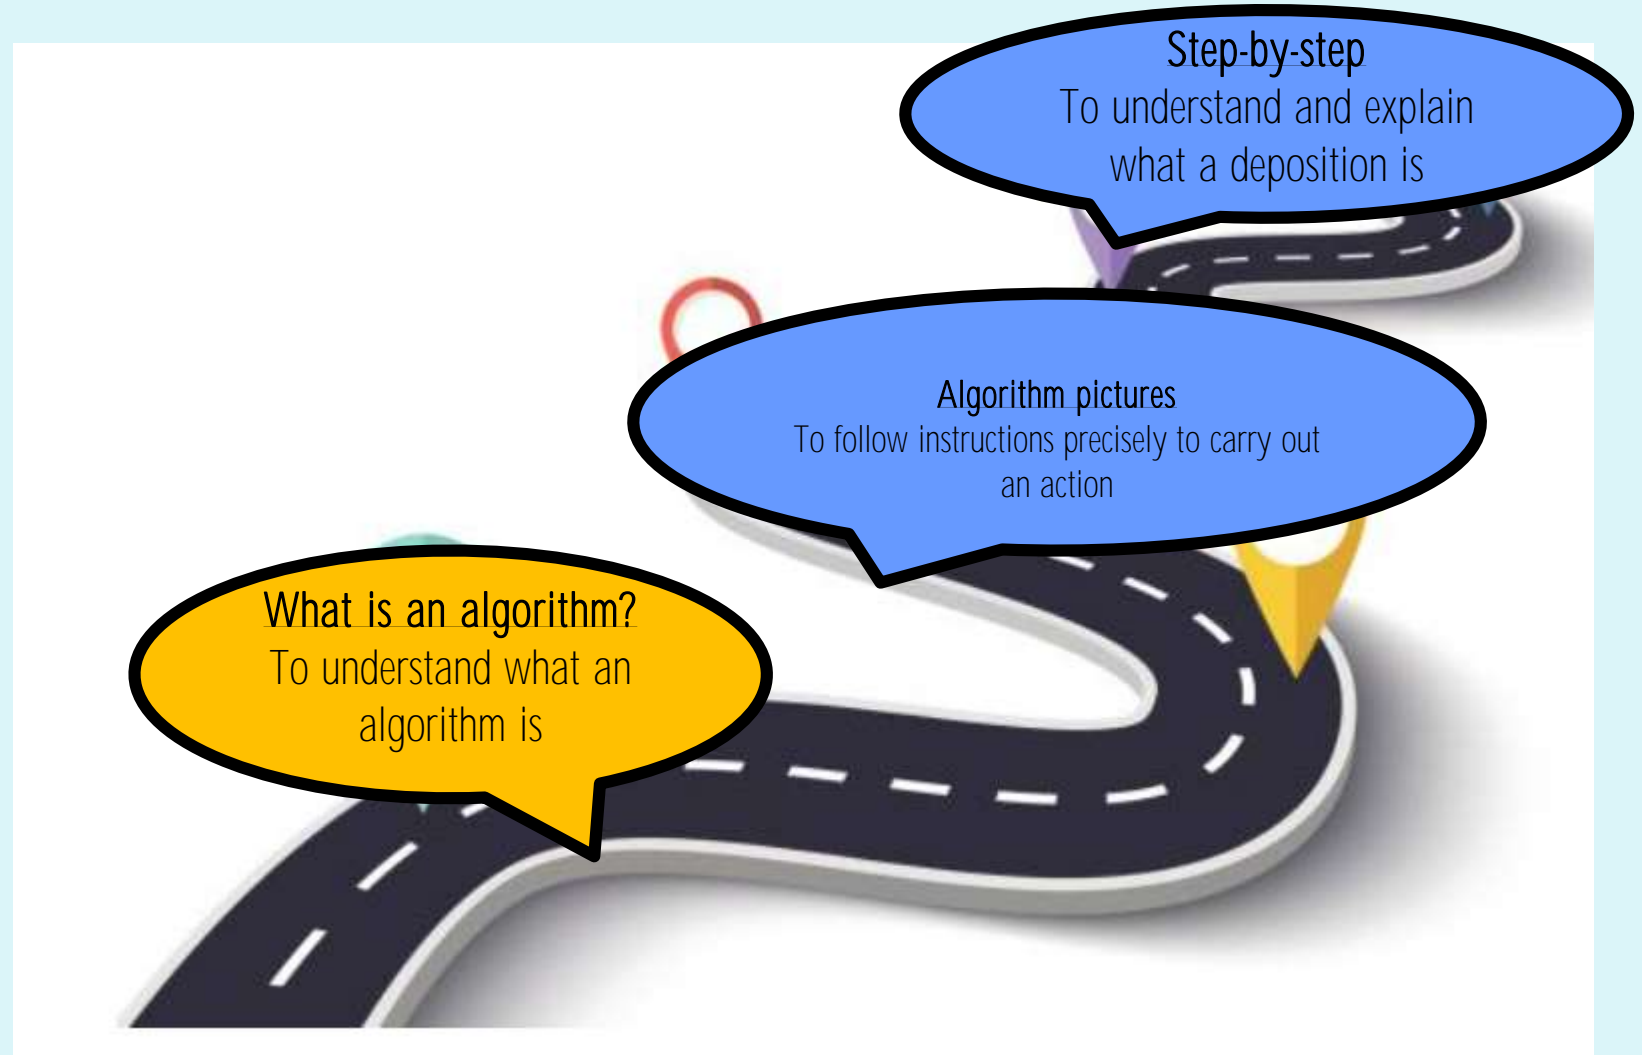 Step-by-step
To understand and explain
what a deposition is
Algorithm pictures
To follow instructions precisely to carry out
an action
What is an algorithm?
To understand what an
algorithm is